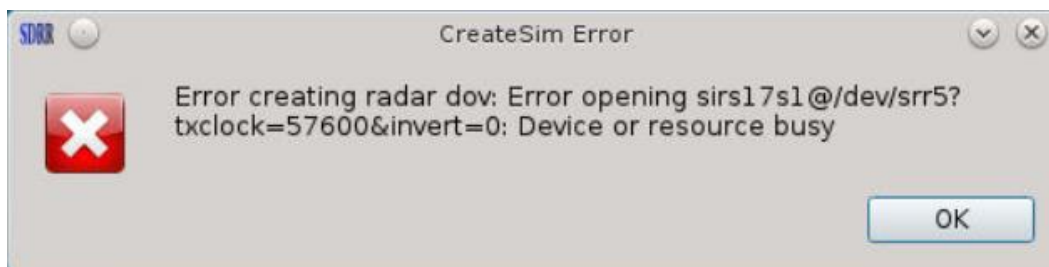 SDRR CreateSim Error
Error creating radar dov: Error opening sirs17s1@/dev/srr5?
txclock=57600&invert=0: Device or resource busy
OK